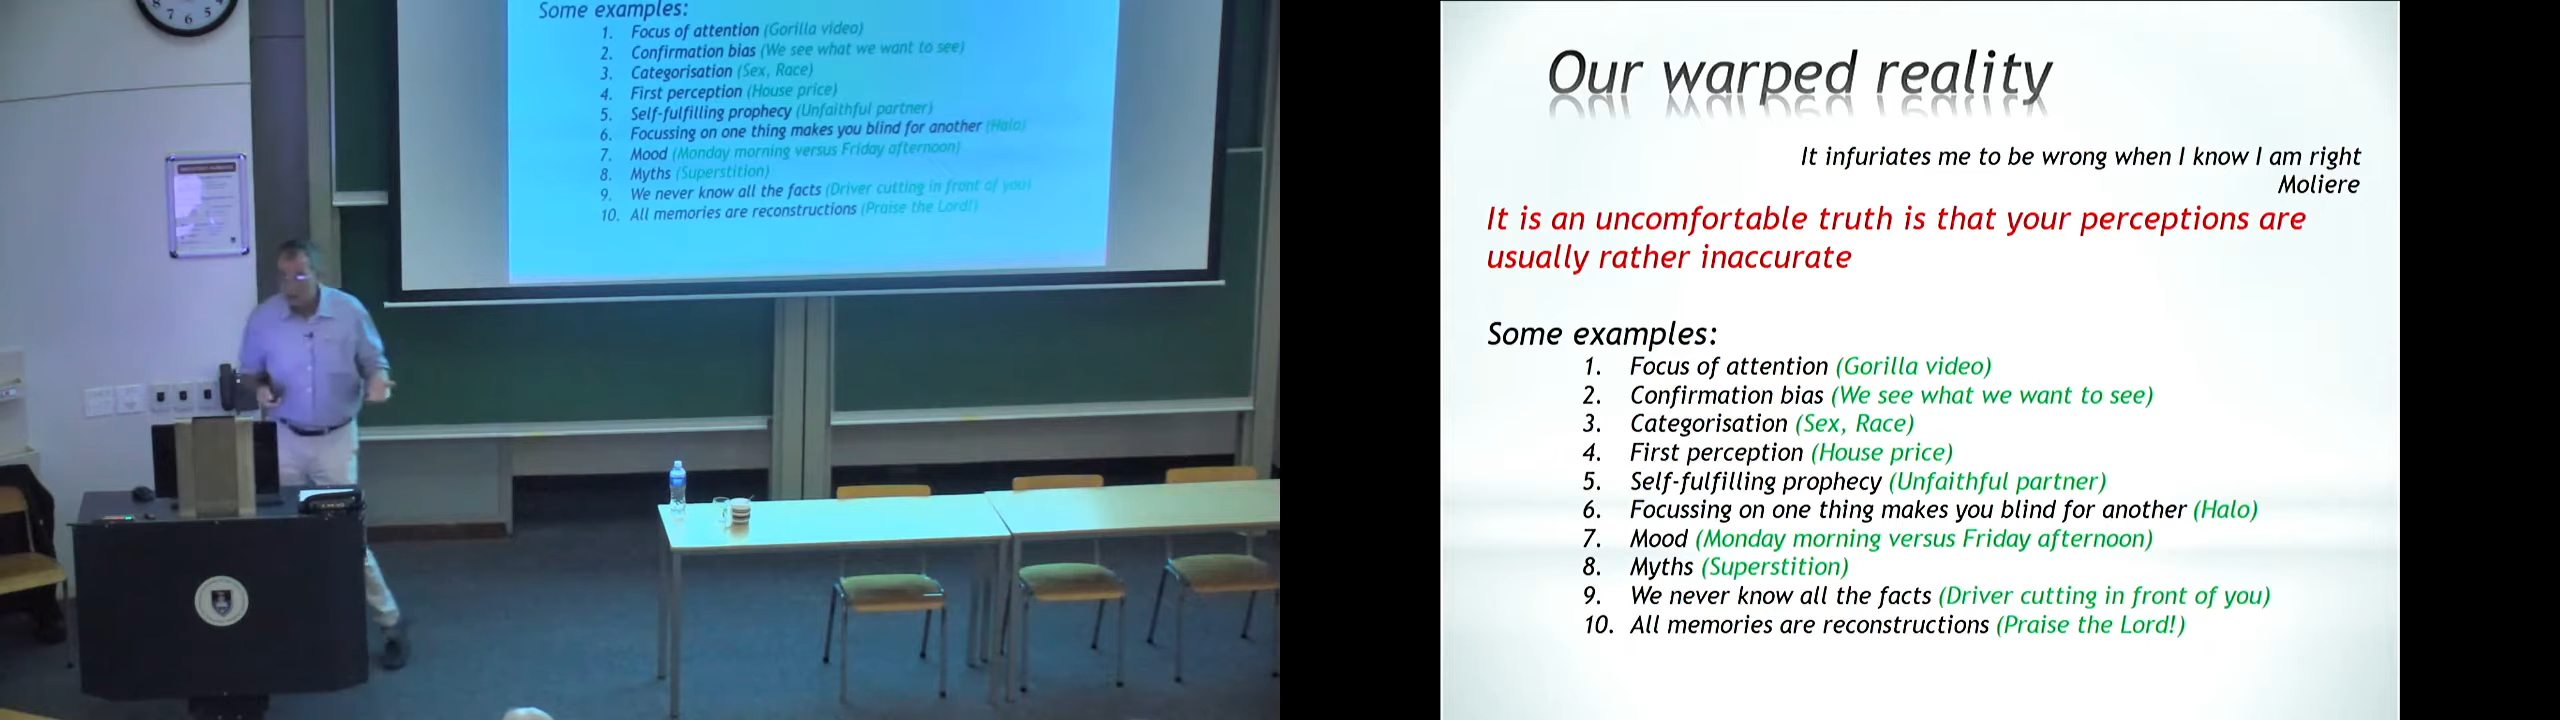 8 7 6 5
Some examples:
1. Focus of attention (Gorilla video)
2. Confirmation bias (We see what we want to see)
3. Categorisation (Sex, Race)
4. First perception (House price)
5. Self-fulfilling prophecy (Unfaithful partner)
6. Focussing on one thing makes you blind for another (Halo)
7. Mood (Monday morning versus Friday afternoon)
8. Myths (Superstition)
9. We never know all the facts (Driver cutting in front of you)
10. All memories are reconstructions (Praise the Lord!)
Our warped reality
It infuriates me to be wrong when I know I am right
Moliere
It is an uncomfortable truth is that your perceptions are
usually rather inaccurate
Some examples:
1. Focus of attention (Gorilla video)
2. Confirmation bias (We see what we want to see)
3. Categorisation (Sex, Race)
4. First perception (House price)
5. Self-fulfilling prophecy (Unfaithful partner)
6. Focussing on one thing makes you blind for another (Halo)
7. Mood (Monday morning versus Friday afternoon)
8. Myths (Superstition)
9. We never know all the facts (Driver cutting in front of you)
10. All memories are reconstructions (Praise the Lord!)